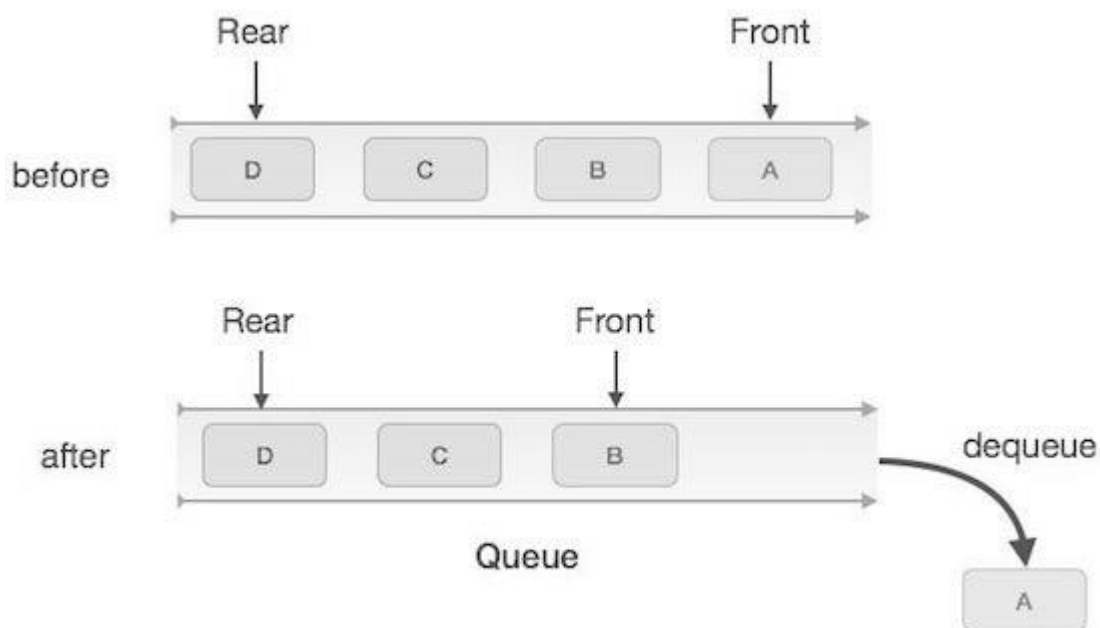 Rear Front
before D C B A
Rear Front
after D C B dequeue
Queue
A